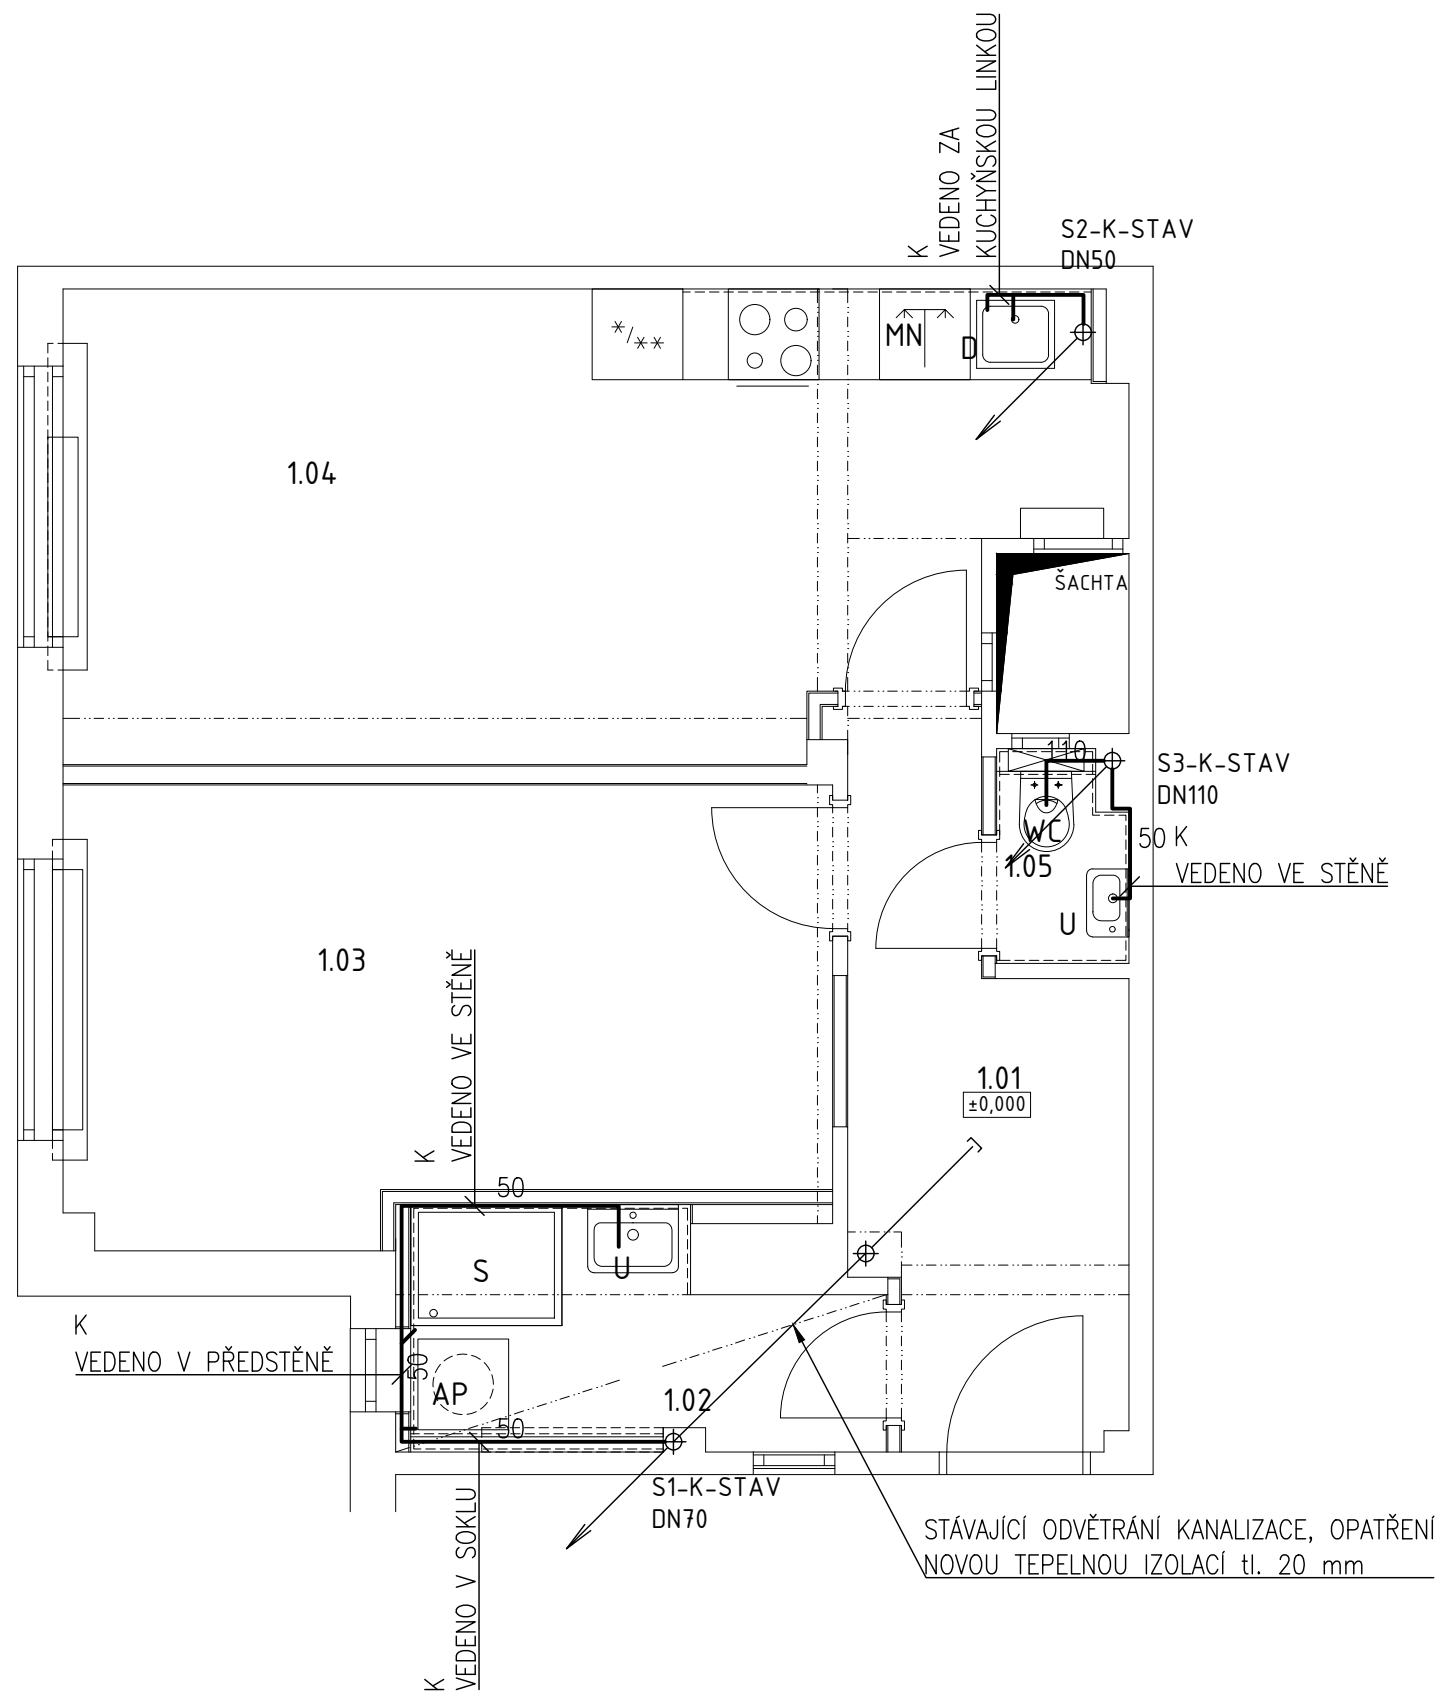 K
VEDENO ZA
KUCHYŇSKOU LINKOU
S2-K-STAV
DN50
*/**
MN
D
1.04
ŠACHTA
110
S3-K-STAV
DN110
WC
1.05
50 K
VEDENO VE STĚNĚ
U
1.03
K
VEDENO VE STĚNĚ
1.01
±0,000
50
S
U
K
VEDENO V PŘEDSTĚNĚ
50
AP
1.02
50
S1-K-STAV
DN70
K
VEDENO V SOKLU
STÁVAJÍCÍ ODVĚTRÁNÍ KANALIZACE, OPATŘENÍ
NOVOU TEPELNOU IZOLACÍ tl. 20 mm